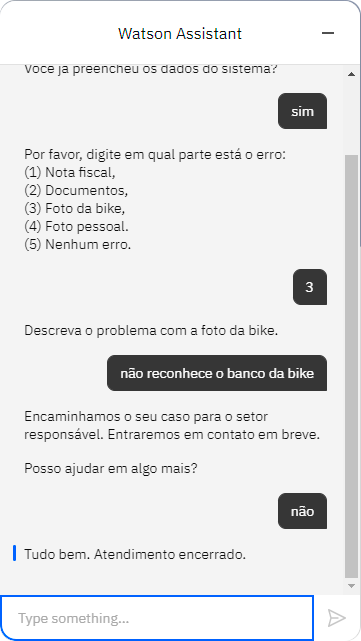 Watson Assistant
Você já preencheu os dados do sistema?
sim
Por favor, digite em qual parte está o erro:
(1) Nota fiscal,
(2) Documentos,
(3) Foto da bike,
(4) Foto pessoal.
(5) Nenhum erro.
3
Descreva o problema com a foto da bike.
não reconhece o banco da bike
Encaminhamos o seu caso para o setor
responsável. Entraremos em contato em breve.
Posso ajudar em algo mais?
não
Tudo bem. Atendimento encerrado.
Type something...